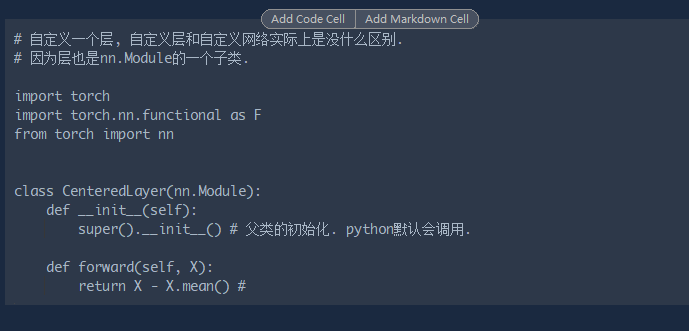 Add Code Cell Add Markdown Cell
# 自定义一个层, 自定义层和自定义网络实际上是没什么区别.
# 因为层也是nn.Module的一个子类.
import torch
import torch.nn.functional as F
from torch import nn
class CenteredLayer(nn.Module):
    def __init__(self):
        super().__init__() # 父类的初始化. python默认会调用.
    def forward(self, X):
        return X - X.mean() #